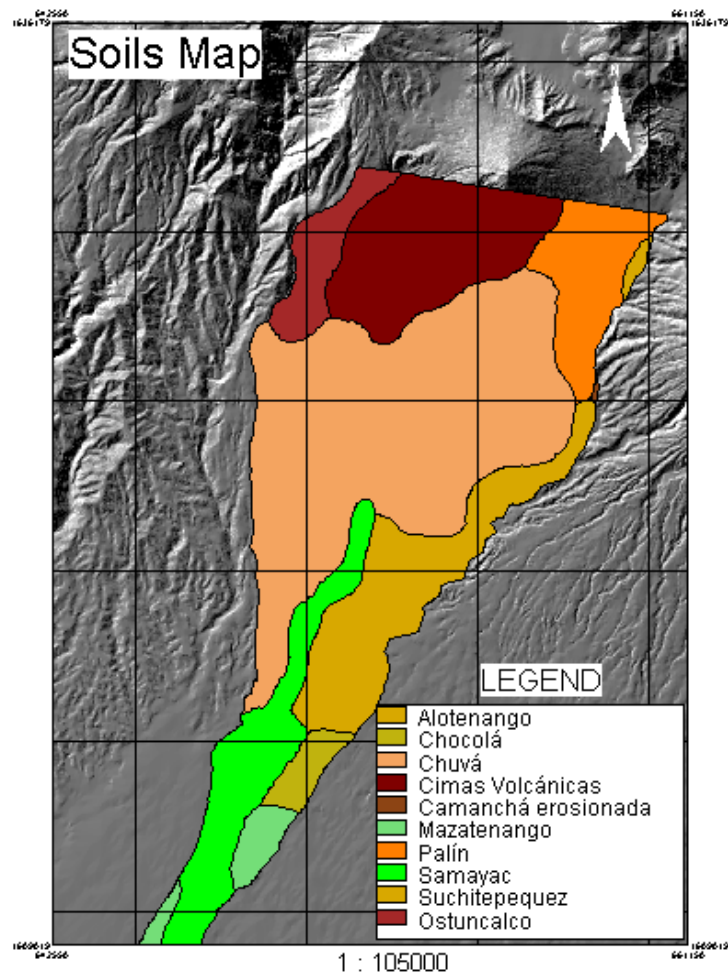 Soils Map
LEGEND
Alotenango
Chocolá
Chuvá
Cimas Volcánicas
Camanchá erosionada
Mazatenango
Palín
Samayac
Suchitepequez
Ostuncalco
1 : 105000